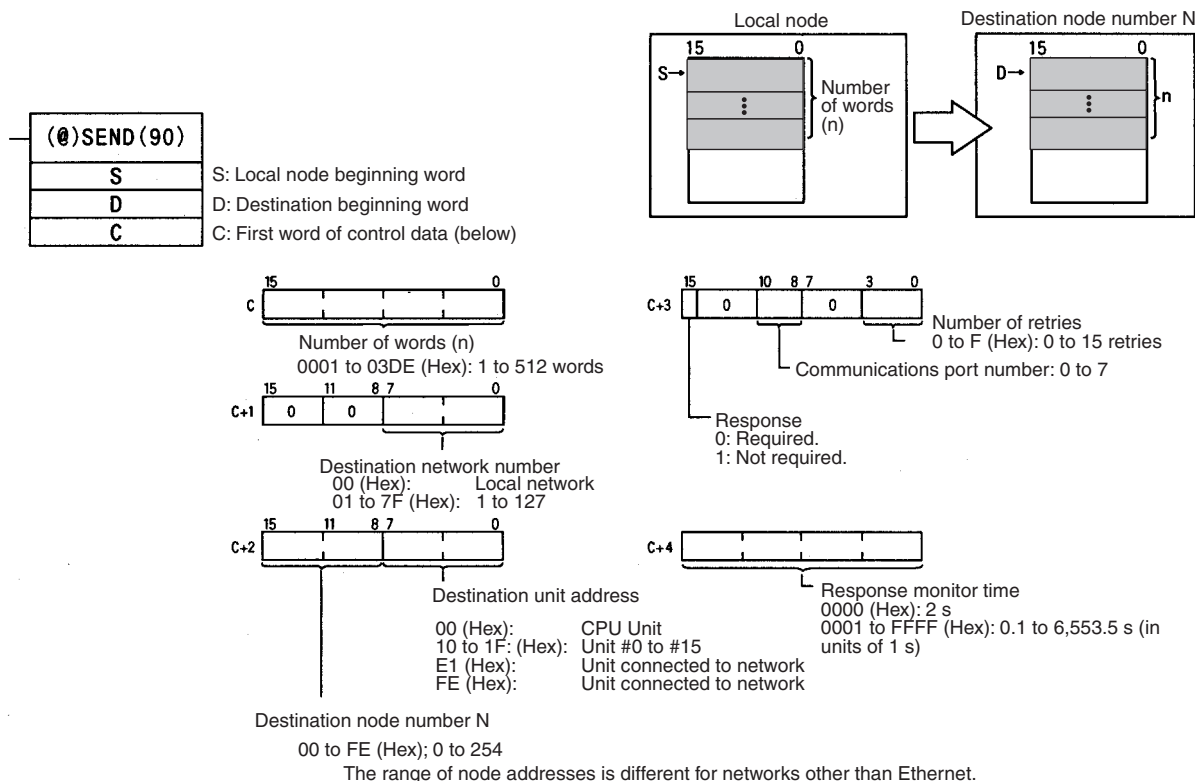 Local node
Destination node number N
15 0
15 0
S→
Number
of words
(n)
D→
n
(@)SEND(90)
S
S: Local node beginning word
D
D: Destination beginning word
C
C: First word of control data (below)
15 0
C
Number of words (n)
0001 to 03DE (Hex): 1 to 512 words
15 10 8 7 3 0
C+3 0 0
Number of retries
0 to F (Hex): 0 to 15 retries
Communications port number: 0 to 7
Response
0: Required.
1: Not required.
15 11 8 7 0
C+1 0 0
Destination network number
00 (Hex): Local network
01 to 7F (Hex): 1 to 127
15 11 8 7 0
C+2
Destination unit address
00 (Hex): CPU Unit
10 to 1F: (Hex): Unit #0 to #15
E1 (Hex): Unit connected to network
FE (Hex): Unit connected to network
C+4
Response monitor time
0000 (Hex): 2 s
0001 to FFFF (Hex): 0.1 to 6,553.5 s (in
units of 1 s)
Destination node number N
00 to FE (Hex); 0 to 254
The range of node addresses is different for networks other than Ethernet.